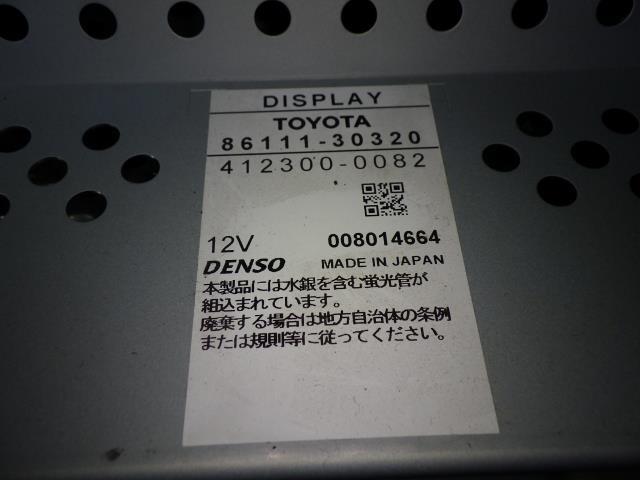 DISPLAY
TOYOTA
86111-30320
412300-0082
12V 008014664
DENSO MADE IN JAPAN
本製品には水銀を含む蛍光管が
組込まれています。
廃棄する場合は地方自治体の条例
または規則等に従ってください。